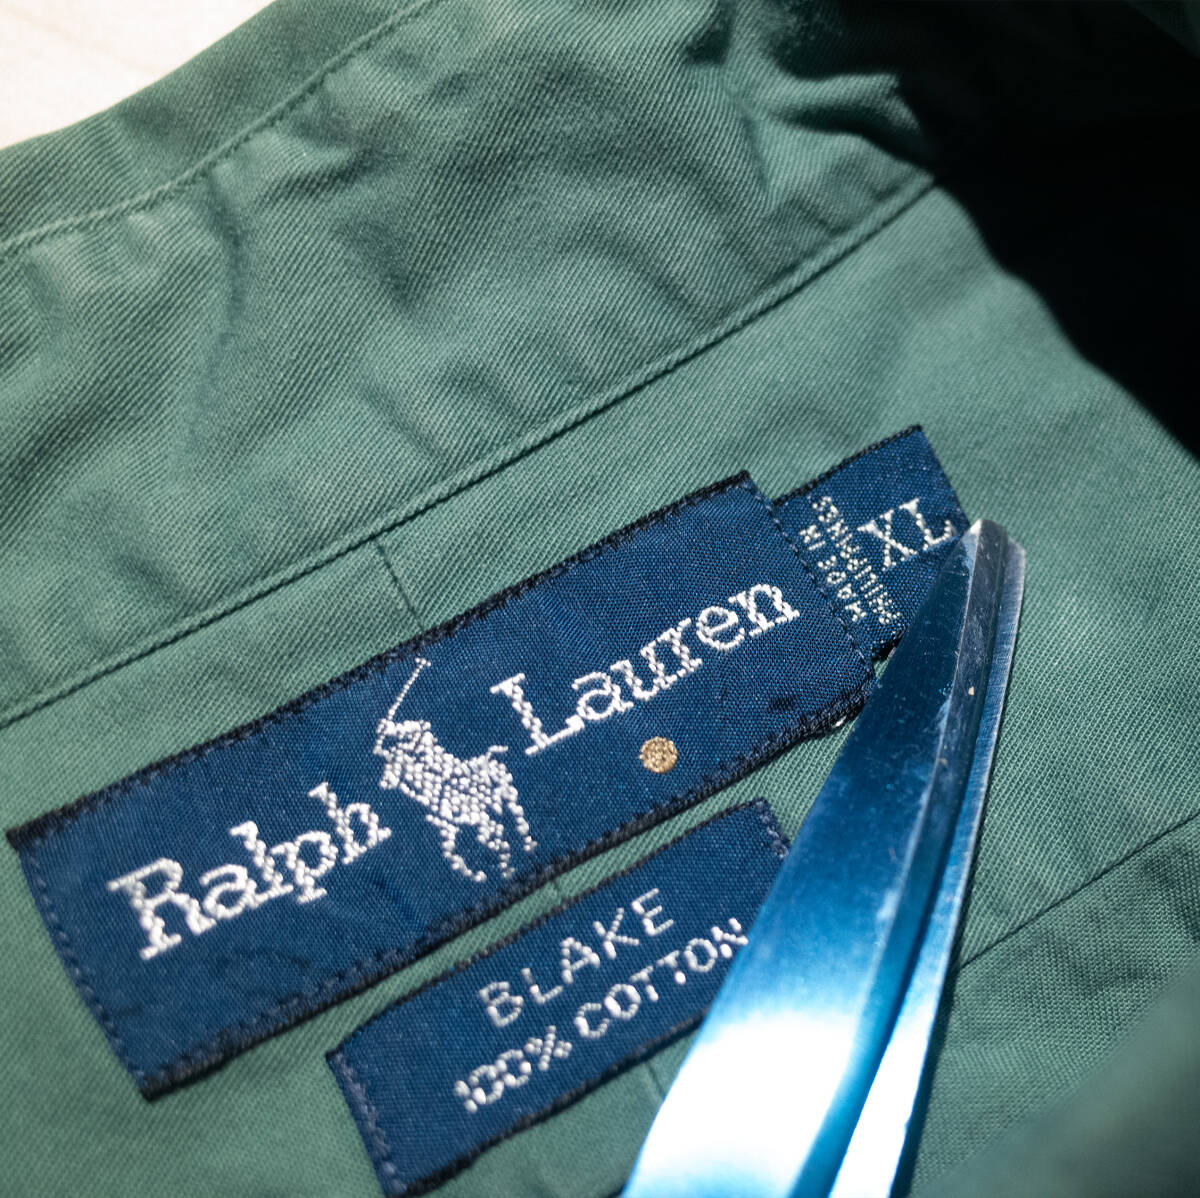 Ralph Lauren
XL
MADE IN
PHILIPPINES
BLAKE
100% COTTON